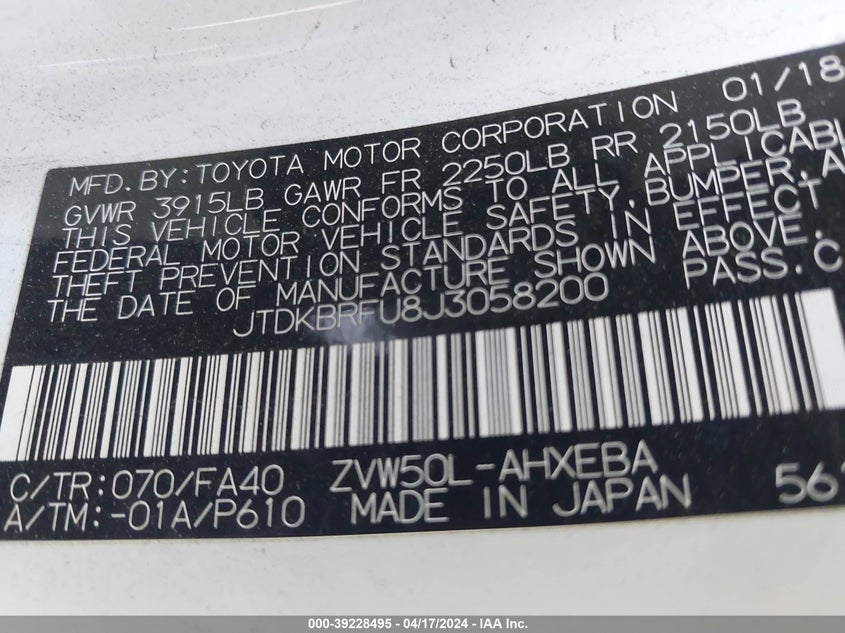 MFD. BY: TOYOTA MOTOR CORPORATION 01/18
GVWR 3915LB GAWR FR 2250LB RR 2150LB
THIS VEHICLE CONFORMS TO ALL APPLICABL
FEDERAL MOTOR VEHICLE SAFETY, BUMPER, A
THEFT PREVENTION STANDARDS IN EFFECT
THE DATE OF MANUFACTURE SHOWN ABOVE.
JTDKBRFU8J3058200 PASS. C
C/TR: 070/FA40 ZVW50L-AHXEBA
A/TM: -01A/P610 MADE IN JAPAN 561
000-39228495 - 04/17/2024 - IAA Inc.